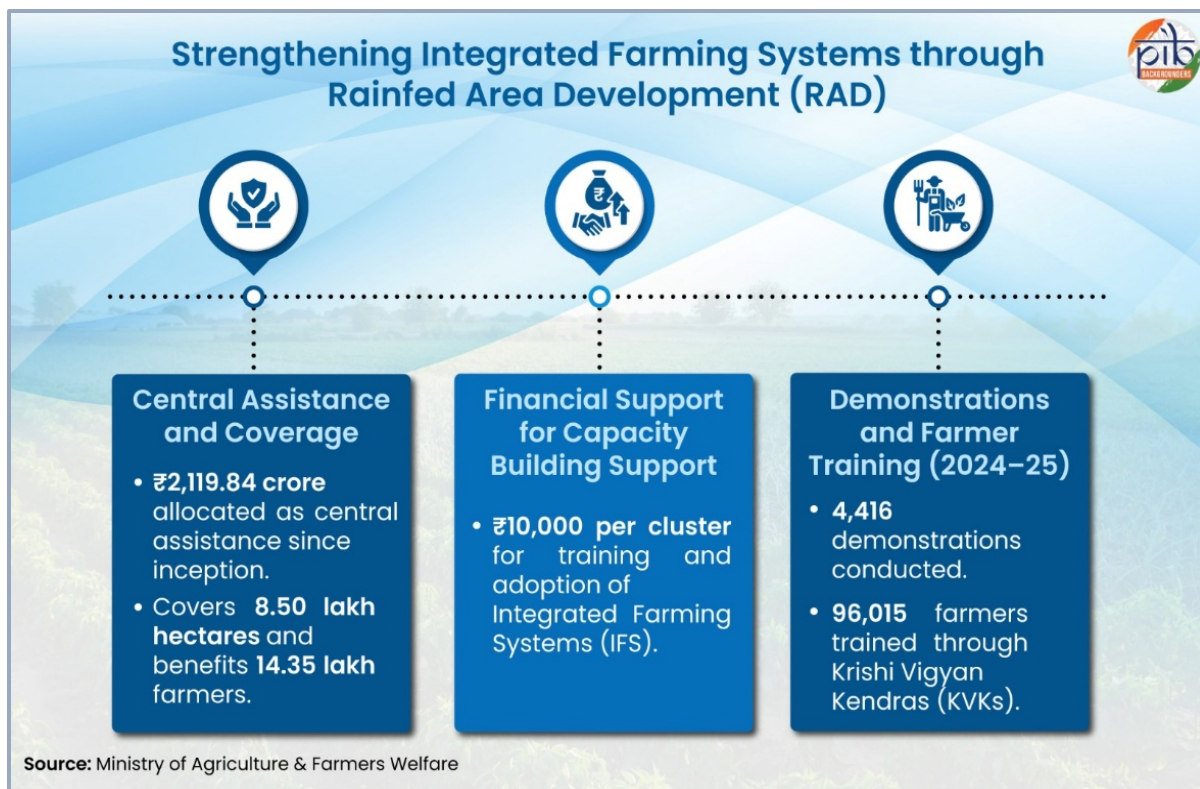 Strengthening Integrated Farming Systems through
Rainfed Area Development (RAD)
pib
BACKGROUNDERS
Central Assistance
and Coverage
• ₹2,119.84 crore
allocated as central
assistance since
inception.
• Covers 8.50 lakh
hectares and
benefits 14.35 lakh
farmers.
Financial Support
for Capacity
Building Support
• ₹10,000 per cluster
for training and
adoption of
Integrated Farming
Systems (IFS).
Demonstrations
and Farmer
Training (2024–25)
• 4,416
demonstrations
conducted.
• 96,015 farmers
trained through
Krishi Vigyan
Kendras (KVKs).
Source: Ministry of Agriculture & Farmers Welfare